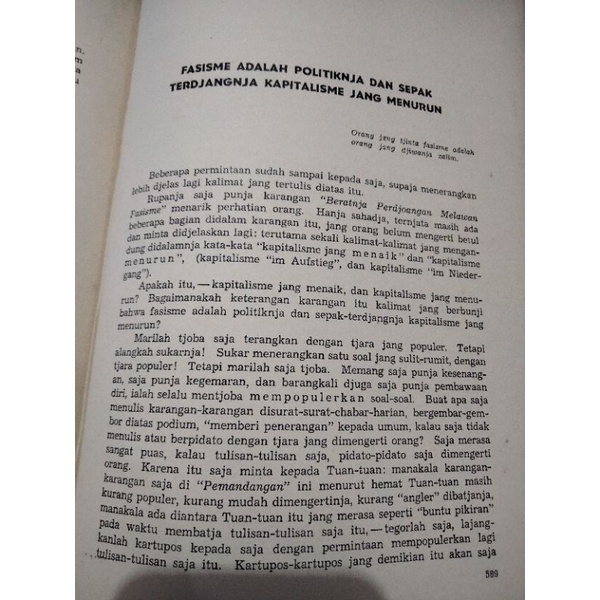 n.
m
a
u
FASISME ADALAH POLITIKNJA DAN SEPAK
TERDJANGNJA KAPITALISME JANG MENURUN
Orang jang tjinta fasisme adalah
orang jang djiwanja zalim.
Beberapa permintaan sudah sampai kepada saja, supaja menerangkan
lebih djelas lagi kalimat jang tertulis diatas itu.
Rupanja saja punja karangan "Beratnja Perdjoangan Melawan
Fasisme" menarik perhatian orang. Hanja sahadja, ternjata masih ada
beberapa bagian didalam karangan itu, jang orang belum mengerti betul
dan minta didjelaskan lagi: terutama sekali kalimat-kalimat jang mengan-
dung didalamnja kata-kata "kapitalisme jang menaik" dan "kapitalisme
menurun", (kapitalisme "im Aufstieg", dan kapitalisme "im Nieder-
gang").
Apakah itu, — kapitalisme jang menaik, dan kapitalisme jang menu-
run? Bagaimanakah keterangan karangan itu kalimat jang berbunji
bahwa fasisme adalah politiknja dan sepak-terdjangnja kapitalisme jang
menurun?
Marilah tjoba saja terangkan dengan tjara jang populer. Tetapi
alangkah sukarnja! Sukar menerangkan satu soal jang sulit-rumit, dengan
tjara populer! Tetapi marilah saja tjoba. Memang saja punja kesenang-
an, saja punja kegemaran, dan barangkali djuga saja punja pembawaan
diri, ialah selalu mentjoba mempopulerkan soal-soal. Buat apa saja
menulis karangan-karangan disurat-surat-chabar-harian, bergembar-gem-
bor diatas podium, "memberi penerangan" kepada umum, kalau saja tidak
menulis atau berpidato dengan tjara jang dimengerti orang? Saja merasa
sangat puas, kalau tulisan-tulisan saja, pidato-pidato saja dimengerti
orang. Karena itu saja minta kepada Tuan-tuan: manakala karangan-
karangan saja di "Pemandangan" ini menurut hemat Tuan-tuan masih
kurang populer, kurang mudah dimengertinja, kurang "angler" dibatjanja,
manakala ada diantara Tuan-tuan itu jang merasa seperti "buntu pikiran"
pada waktu membatja tulisan-tulisan saja itu, — tegorlah saja, lajang-
kanlah kartupos kepada saja dengan permintaan mempopulerkan lagi
tulisan-tulisan saja itu. Kartupos-kartupos jang demikian itu akan saja
589